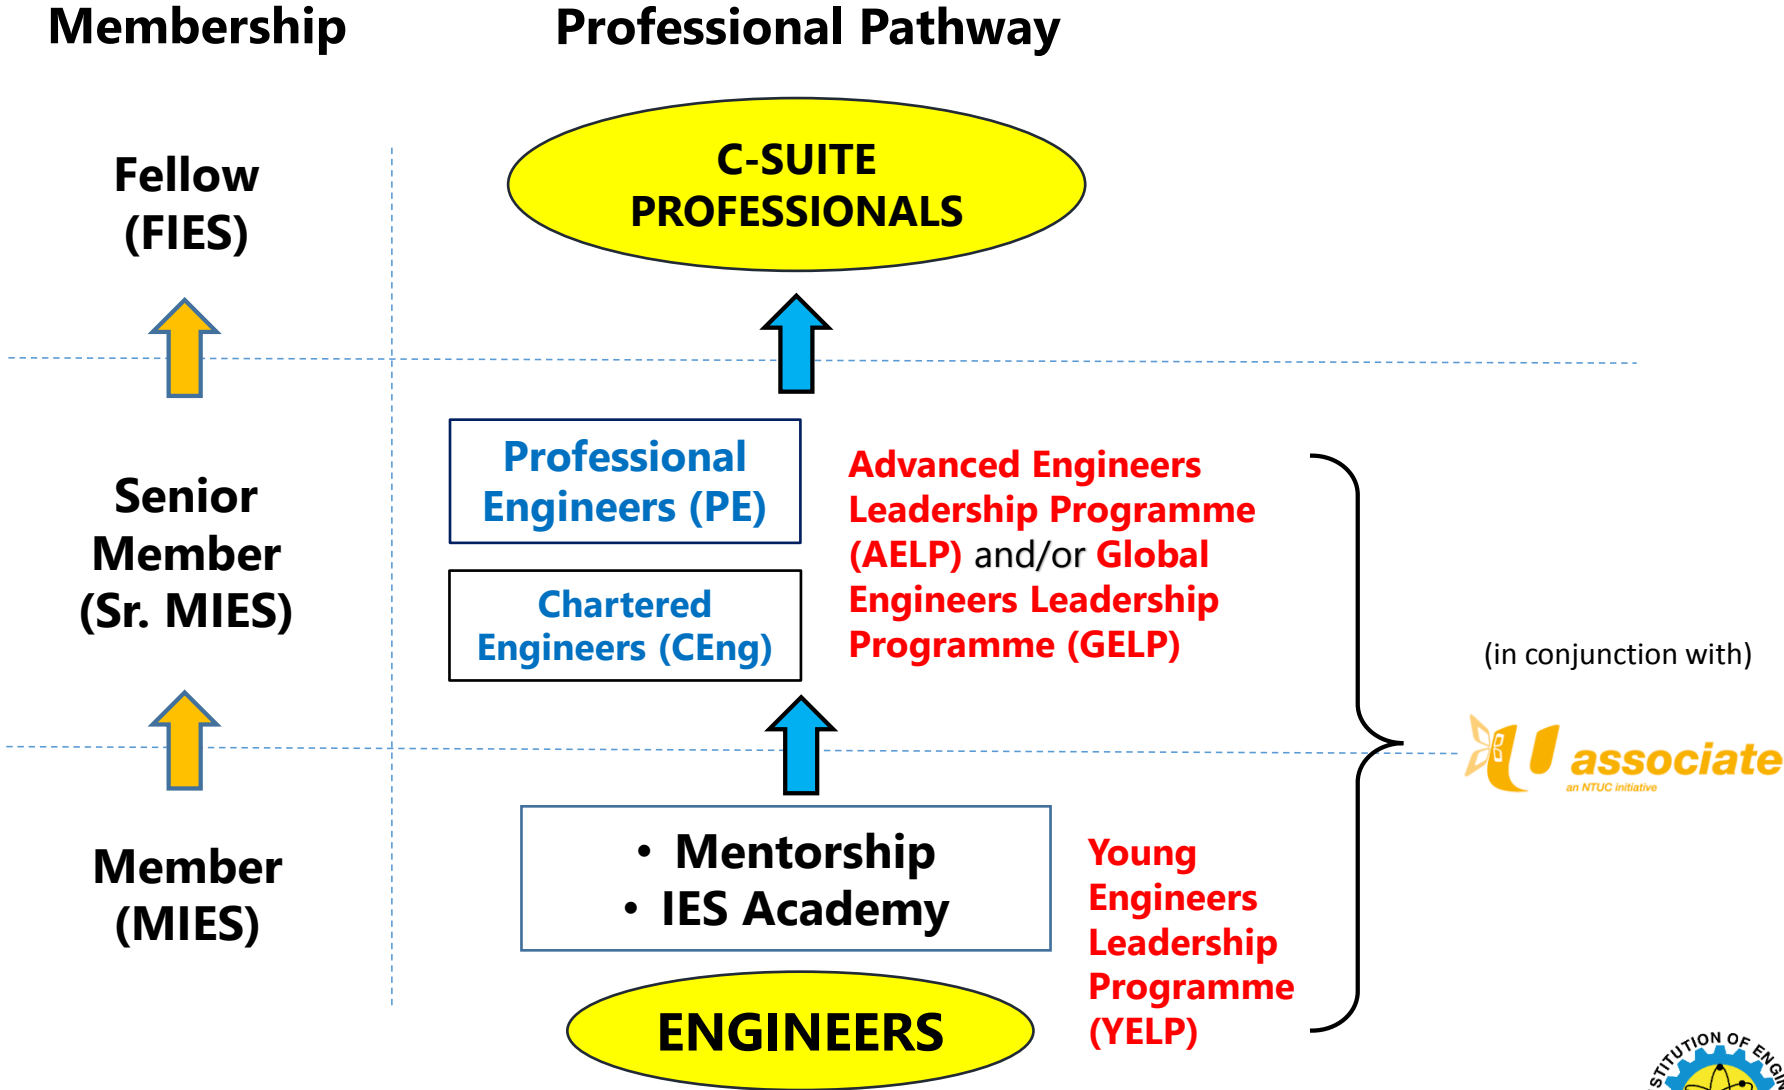 Membership
Professional Pathway
Fellow
(FIES)
C-SUITE
PROFESSIONALS
Senior
Member
(Sr. MIES)
Professional
Engineers (PE)
Chartered
Engineers (CEng)
Advanced Engineers
Leadership Programme
(AELP) and/or Global
Engineers Leadership
Programme (GELP)
(in conjunction with)
U associate
an NTUC initiative
Member
(MIES)
• Mentorship
• IES Academy
ENGINEERS
Young
Engineers
Leadership
Programme
(YELP)